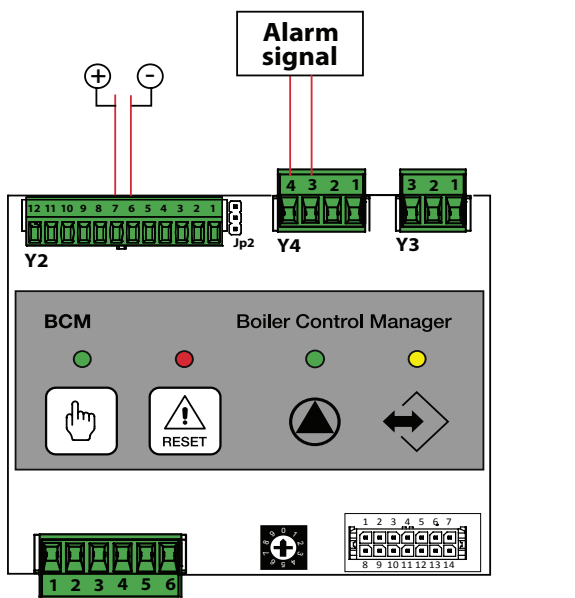 Alarm
signal
+ -
4 3 2 1
3 2 1
12 11 10 9 8 7 6 5 4 3 2 1
Jp2
Y2
Y4
Y3
BCM
Boiler Control Manager
RESET
1 2 3 4 5 6 7
8 9 10 11 12 13 14
1 2 3 4 5 6